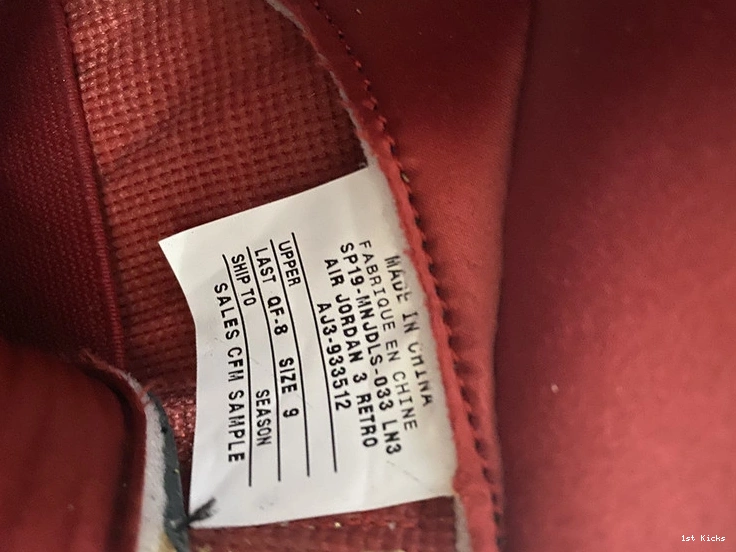 MADE IN CHINA
FABRIQUE EN CHINE
SP19-MNJDLS-033 LN3
AIR JORDAN 3 RETRO
AJ3-933512
UPPER
LAST QF-8 SIZE 9
SHIP TO SEASON
SALES CFM SAMPLE
1st Kicks